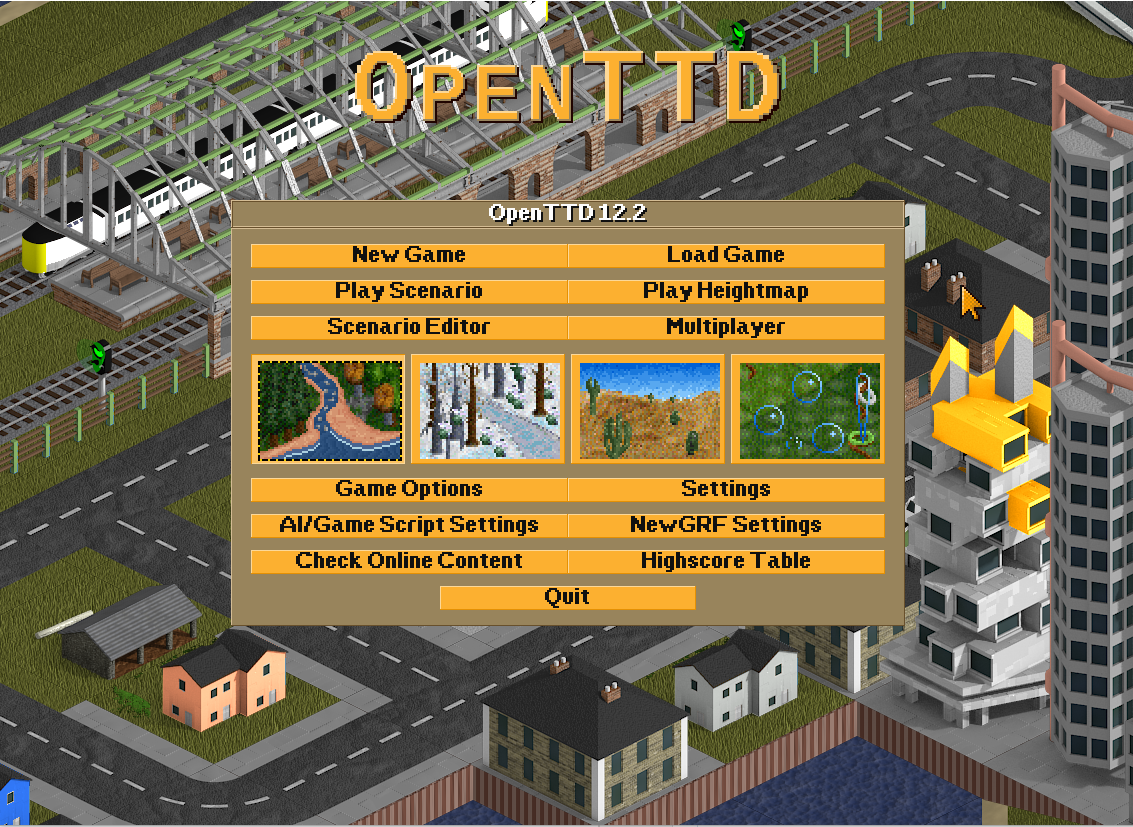 OpenTTD
OpenTTD 12.2
New Game
Load Game
Play Scenario
Play Heightmap
Scenario Editor
Multiplayer
Game Options
Settings
AI/Game Script Settings
NewGRF Settings
Check Online Content
Highscore Table
Quit